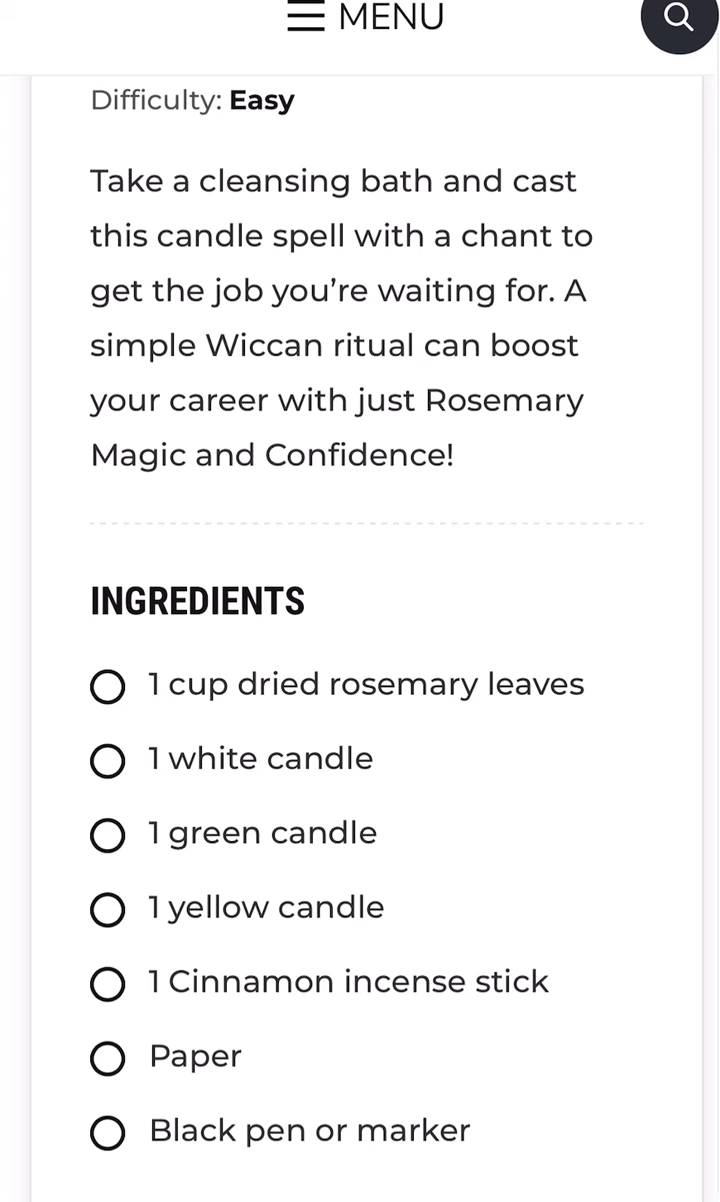 MENU
Difficulty: Easy
Take a cleansing bath and cast
this candle spell with a chant to
get the job you’re waiting for. A
simple Wiccan ritual can boost
your career with just Rosemary
Magic and Confidence!
INGREDIENTS
1 cup dried rosemary leaves
1 white candle
1 green candle
1 yellow candle
1 Cinnamon incense stick
Paper
Black pen or marker